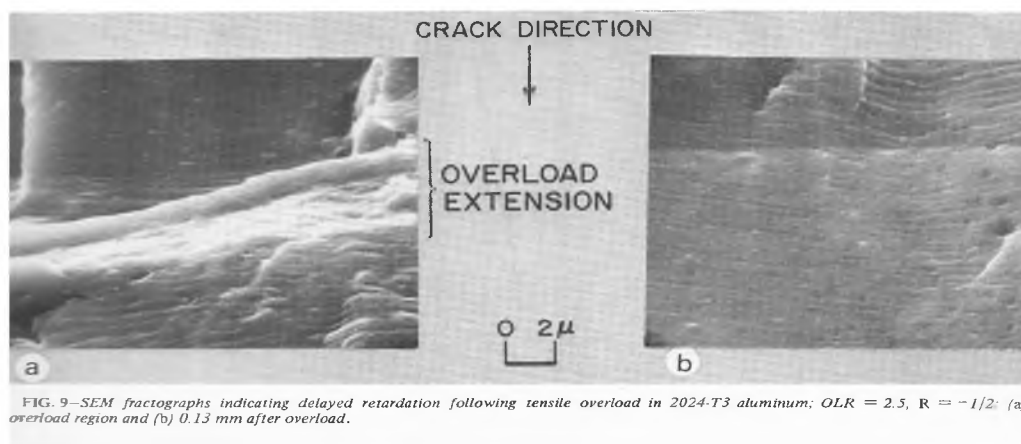 CRACK DIRECTION
OVERLOAD
EXTENSION
0 2μ
a
b
FIG. 9—SEM fractographs indicating delayed retardation following tensile overload in 2024-T3 aluminum; OLR = 2.5, R = -1/2: (a
overload region and (b) 0.13 mm after overload.